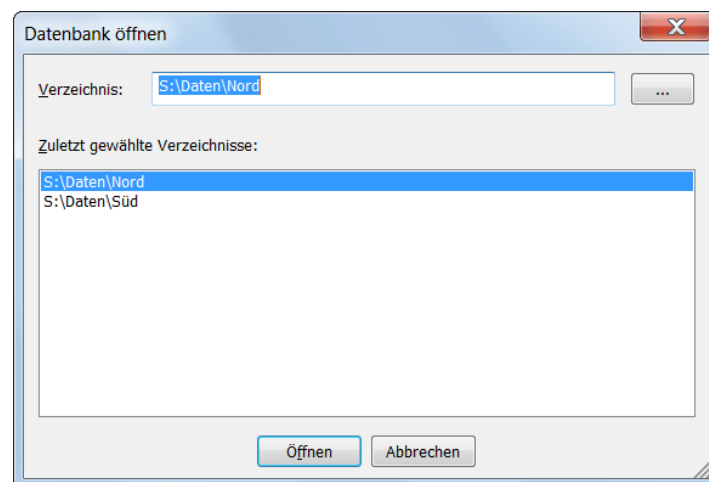 Datenbank öffnen
Verzeichnis: S:\Daten\Nord ...
Zuletzt gewählte Verzeichnisse:
S:\Daten\Nord
S:\Daten\Süd
Öffnen Abbrechen